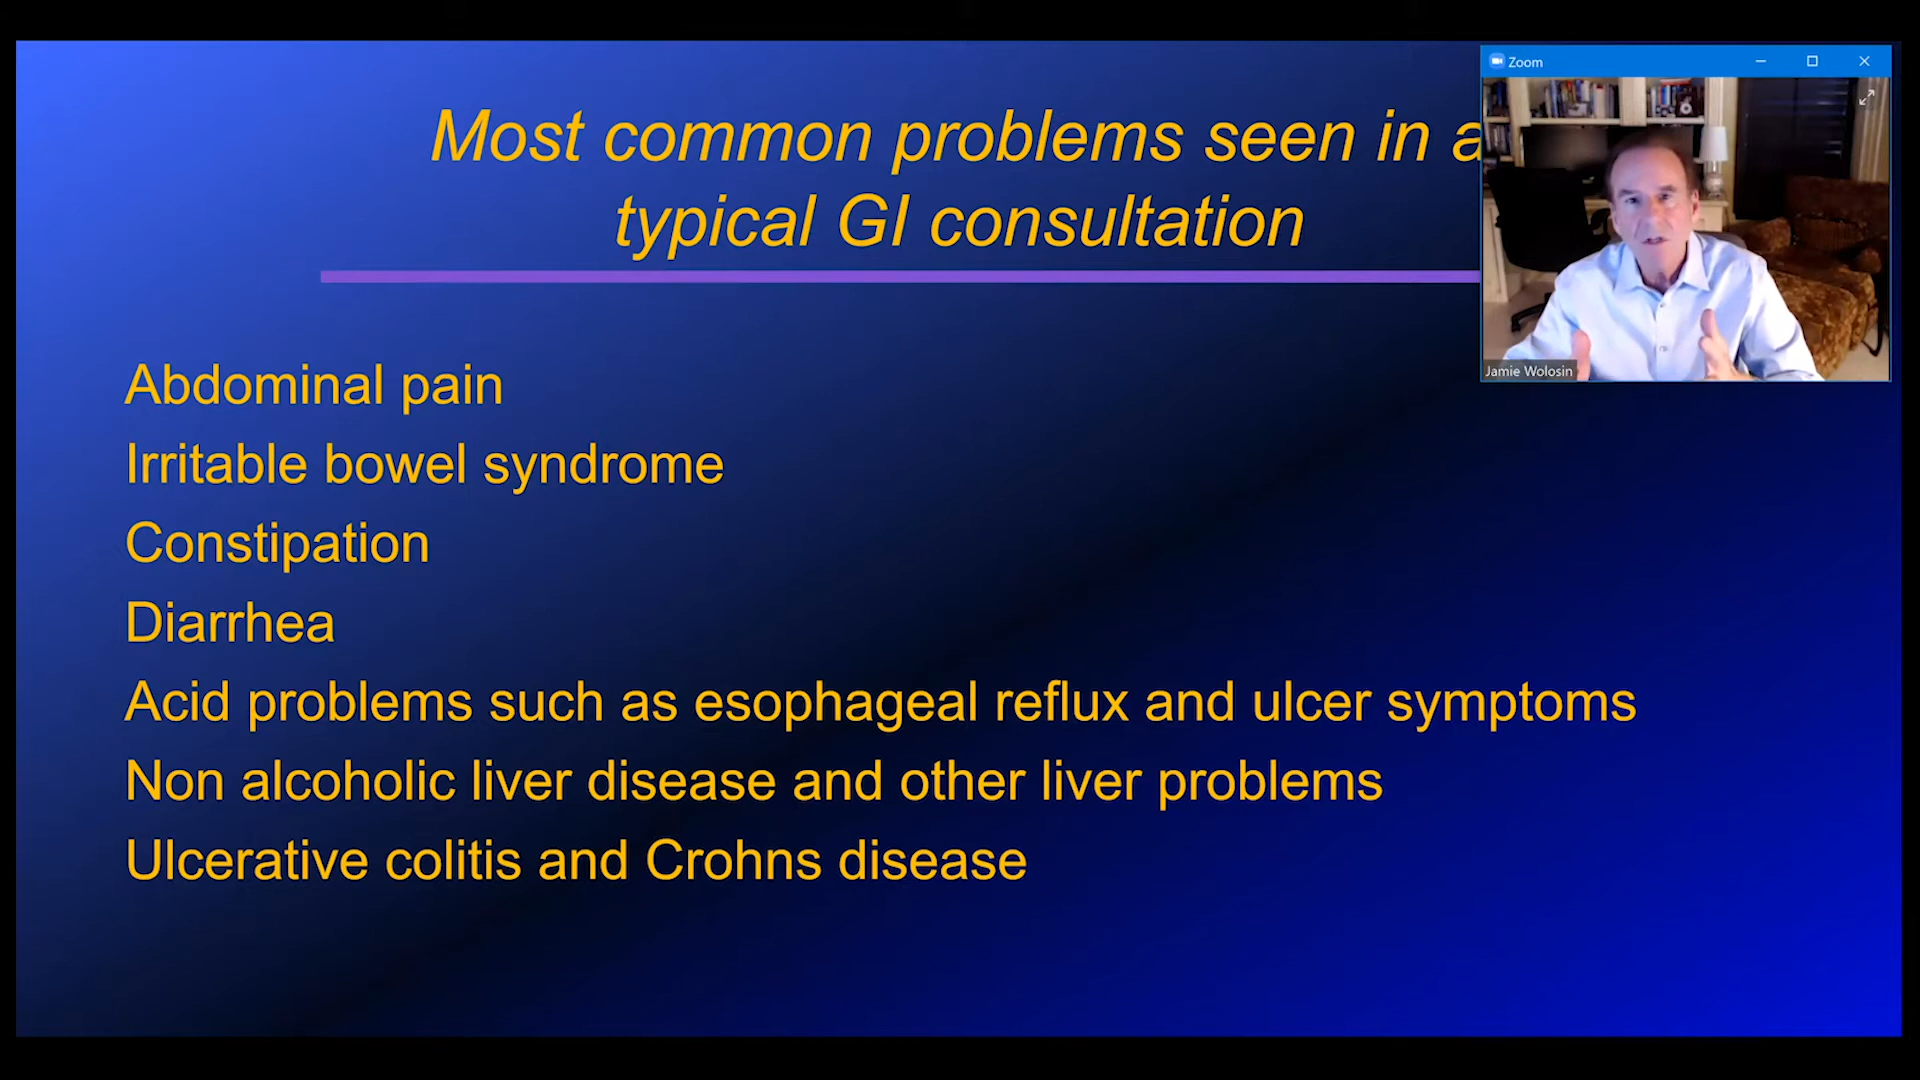 Zoom
Most common problems seen in a
typical GI consultation
Jamie Wolosin
Abdominal pain
Irritable bowel syndrome
Constipation
Diarrhea
Acid problems such as esophageal reflux and ulcer symptoms
Non alcoholic liver disease and other liver problems
Ulcerative colitis and Crohns disease